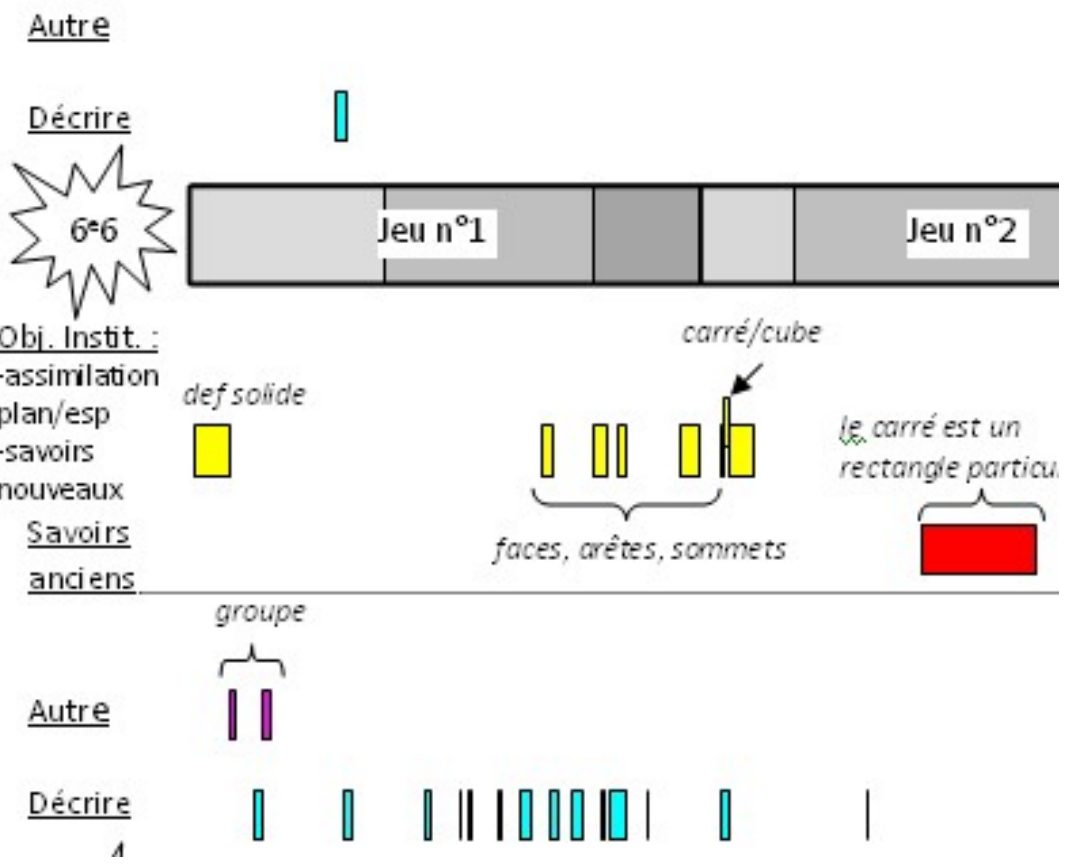 Autre
Décrire
6e6
Jeu n°1
Jeu n°2
Obj. Instit. :
-assimilation
plan/esp
-savoirs
nouveaux
def solide
carré/cube
le carré est un
rectangle particu
faces, arêtes, sommets
Savoirs
anciens
groupe
Autre
Décrire